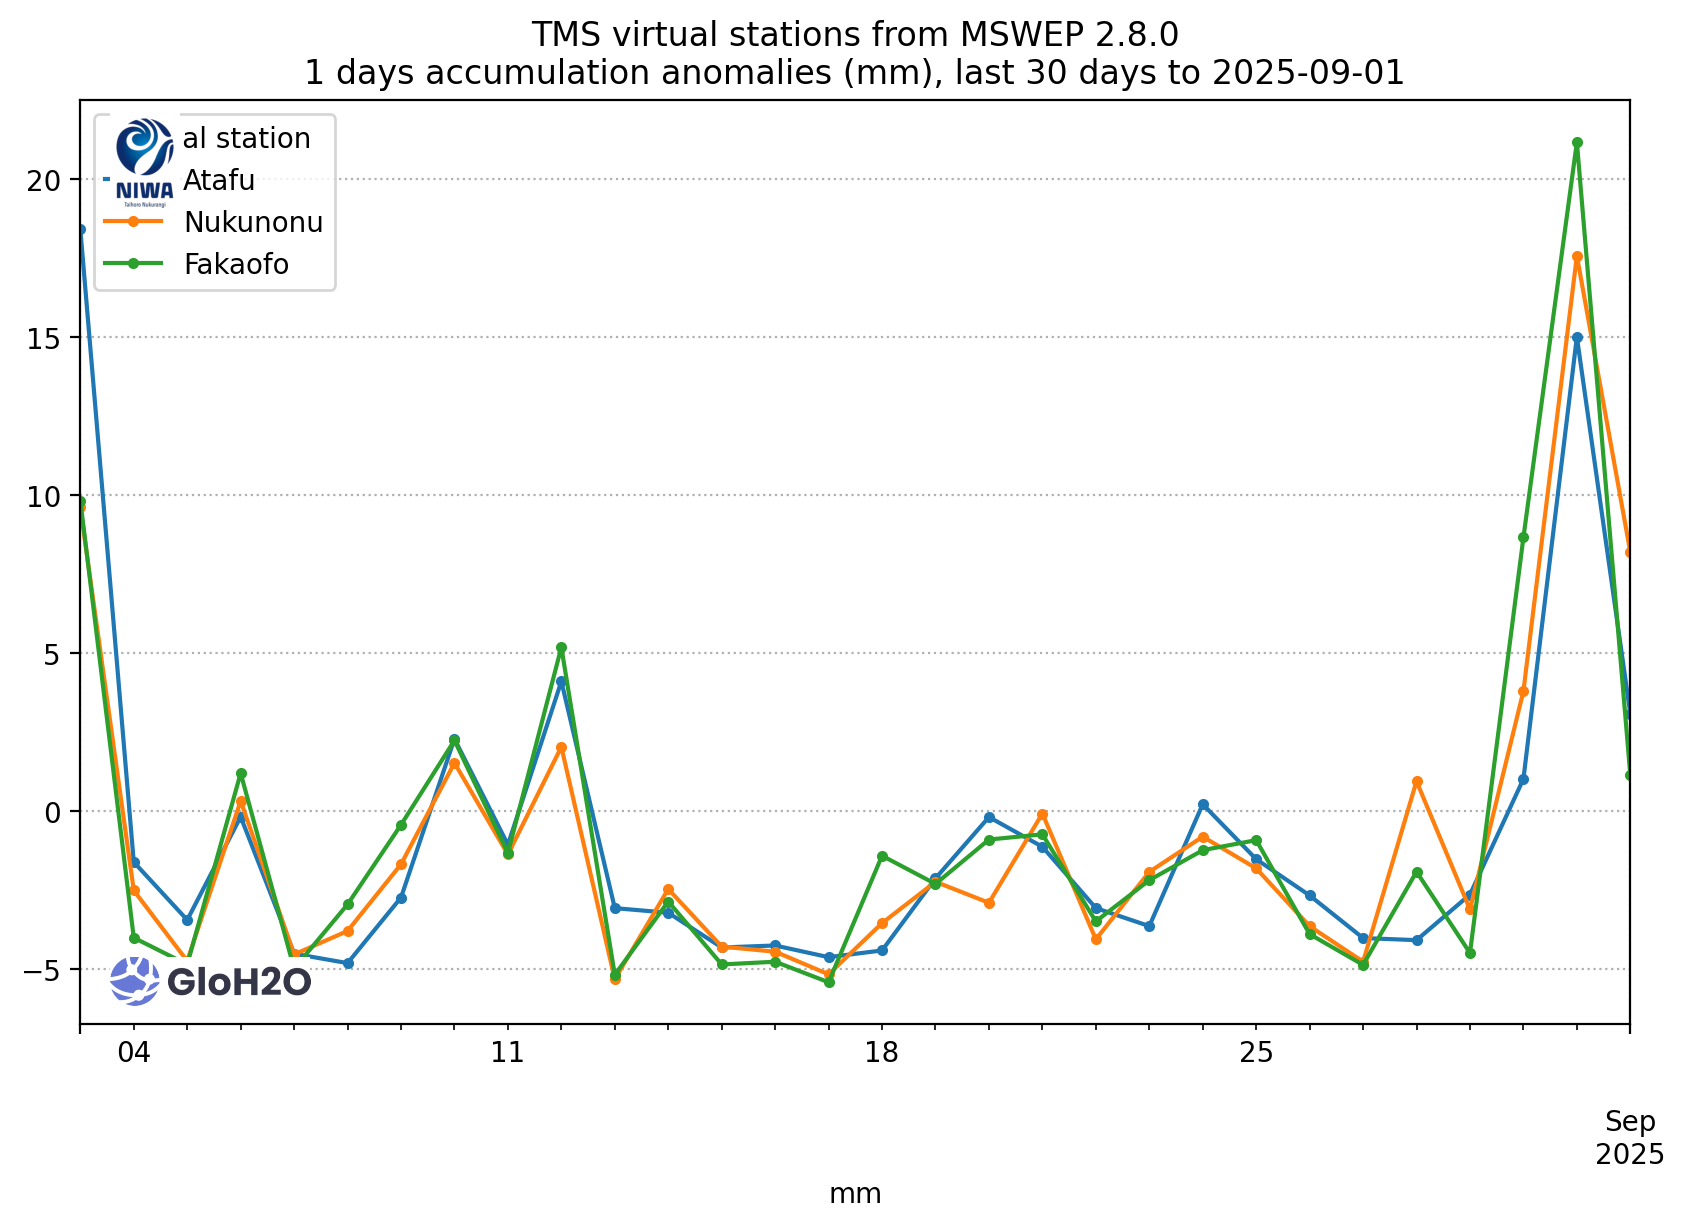 TMS virtual stations from MSWEP 2.8.0
1 days accumulation anomalies (mm), last 30 days to 2025-09-01
al station
Atafu
Nukunonu
Fakaofo
NIWA
Taihoro Nukurangi
20
15
10
5
0
−5
GloH2O
04
11
18
25
Sep
2025
mm